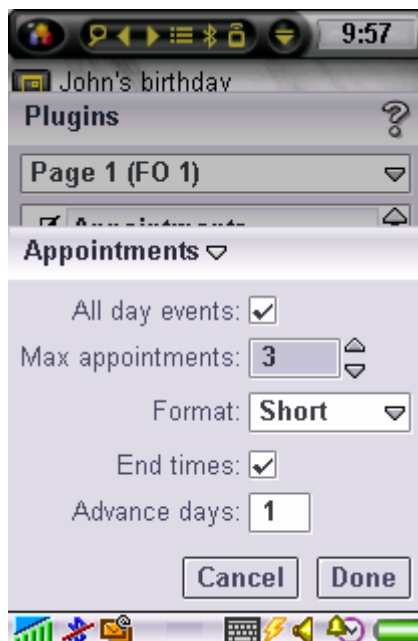 9:57
John's birthday
Plugins
Page 1 (FO 1)
Appointments
Appointments
All day events:
Max appointments: 3
Format: Short
End times:
Advance days: 1
Cancel Done